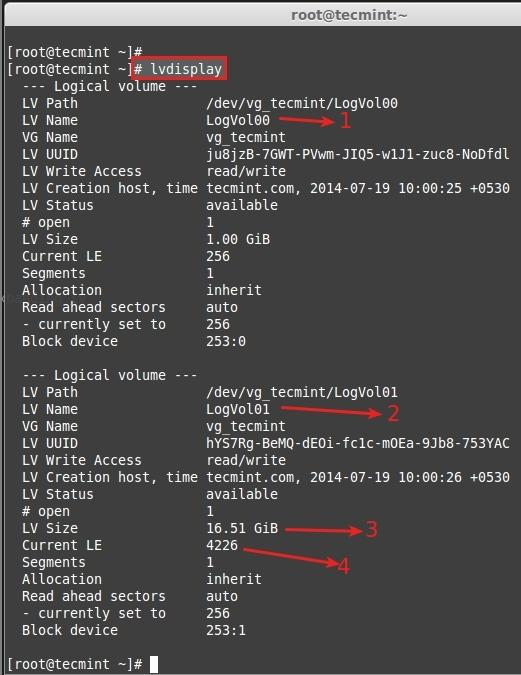 root@tecmint:~
[root@tecmint ~]#
[root@tecmint ~]# lvdisplay
--- Logical volume ---
LV Path /dev/vg_tecmint/LogVol00
LV Name LogVol00 1
VG Name vg_tecmint
LV UUID ju8jzB-7GWT-PVwm-JIQ5-w1J1-zuc8-NoDfdl
LV Write Access read/write
LV Creation host, time tecmint.com, 2014-07-19 10:00:25 +0530
LV Status available
# open 1
LV Size 1.00 GiB
Current LE 256
Segments 1
Allocation inherit
Read ahead sectors auto
- currently set to 256
Block device 253:0
--- Logical volume ---
LV Path /dev/vg_tecmint/LogVol01
LV Name LogVol01 2
VG Name vg_tecmint
LV UUID hYS7Rg-BeMQ-dEOi-fc1c-mOEa-9Jb8-753YAC
LV Write Access read/write
LV Creation host, time tecmint.com, 2014-07-19 10:00:26 +0530
LV Status available
# open 1
LV Size 16.51 GiB 3
Current LE 4226
Segments 1 4
Allocation inherit
Read ahead sectors auto
- currently set to 256
Block device 253:1
[root@tecmint ~]#